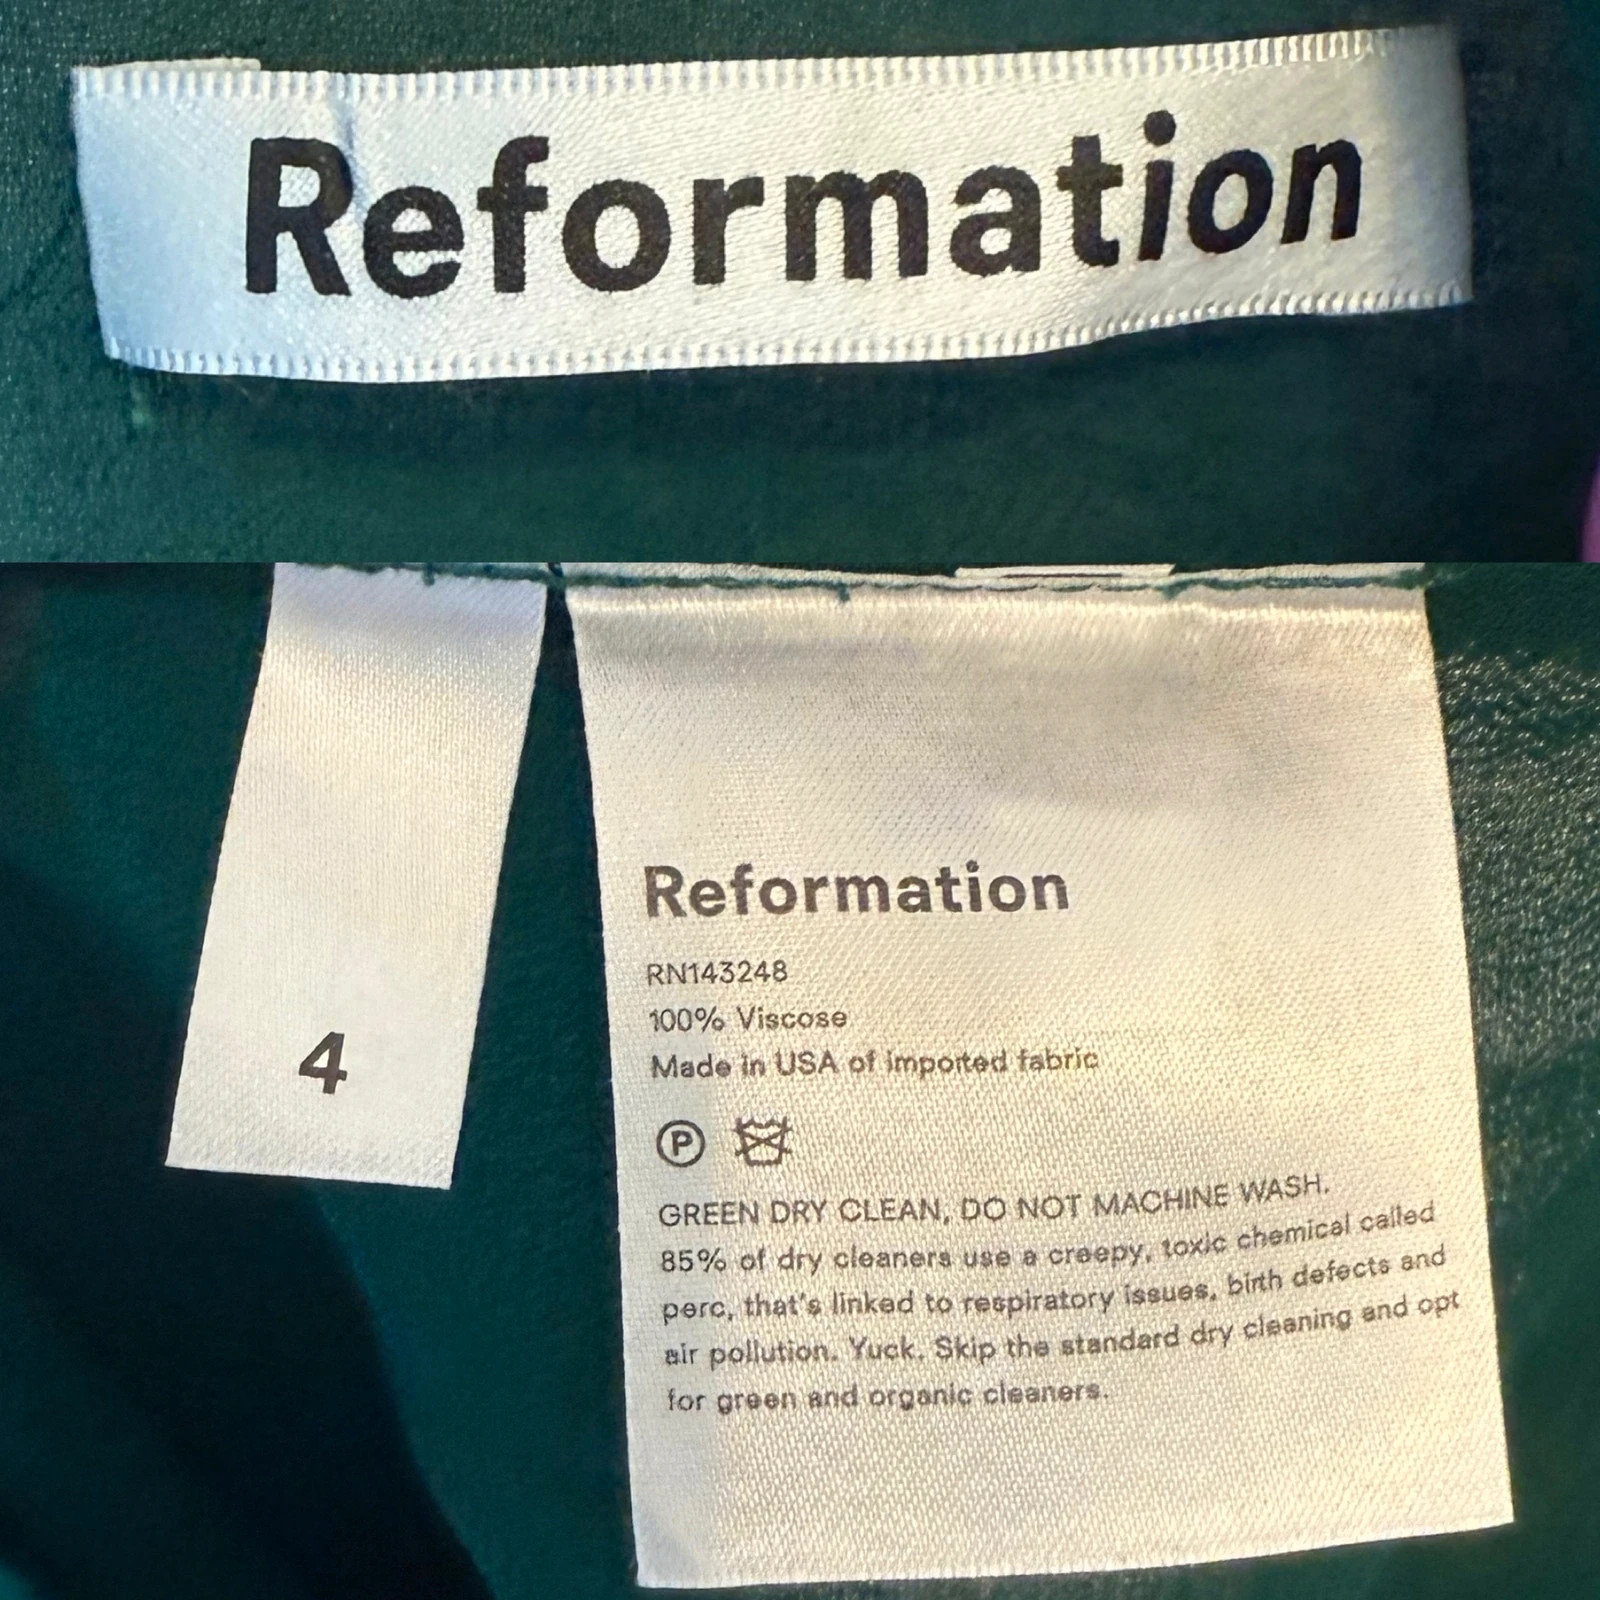 Reformation
4
Reformation
RN143248
100% Viscose
Made in USA of imported fabric
P
GREEN DRY CLEAN, DO NOT MACHINE WASH.
85% of dry cleaners use a creepy, toxic chemical called
perc, that's linked to respiratory issues, birth defects and
air pollution. Yuck. Skip the standard dry cleaning and opt
for green and organic cleaners.